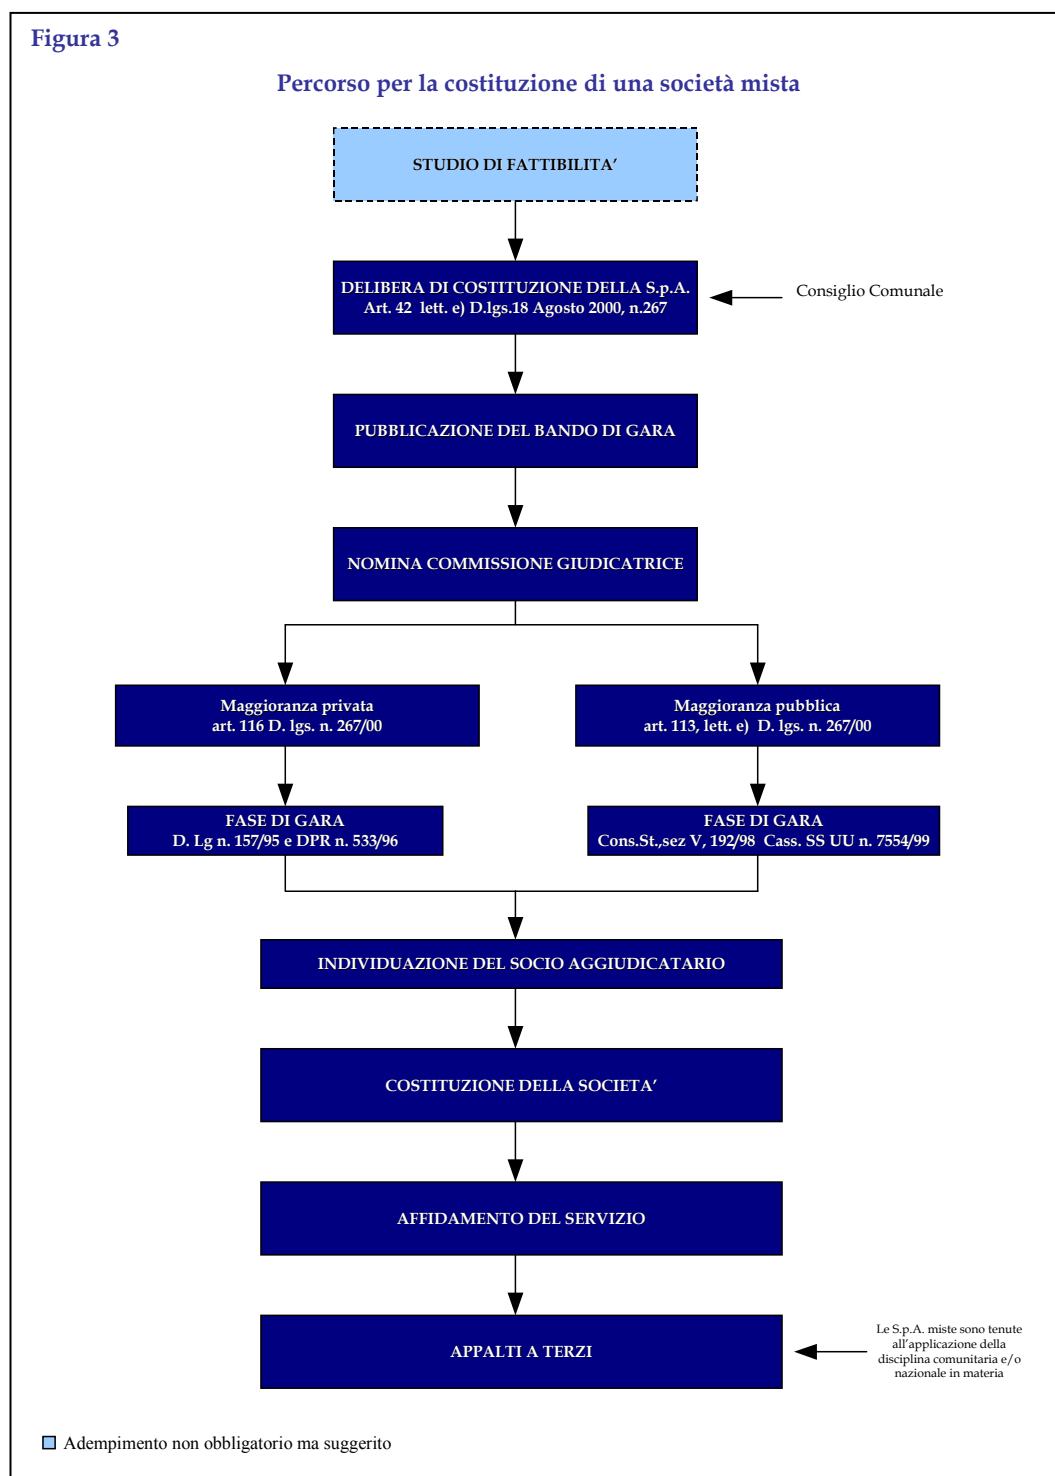 Figura 3
Percorso per la costituzione di una società mista
STUDIO DI FATTIBILITA’
DELIBERA DI COSTITUZIONE DELLA S.p.A.
Art. 42 lett. e) D.lgs.18 Agosto 2000, n.267
Consiglio Comunale
PUBBLICAZIONE DEL BANDO DI GARA
NOMINA COMMISSIONE GIUDICATRICE
Maggioranza privata
art. 116 D. lgs. n. 267/00
Maggioranza pubblica
art. 113, lett. e) D. lgs. n. 267/00
FASE DI GARA
D. Lg n. 157/95 e DPR n. 533/96
FASE DI GARA
Cons.St.,sez V, 192/98 Cass. SS UU n. 7554/99
INDIVIDUAZIONE DEL SOCIO AGGIUDICATARIO
COSTITUZIONE DELLA SOCIETA’
AFFIDAMENTO DEL SERVIZIO
APPALTI A TERZI
Le S.p.A. miste sono tenute
all’applicazione della
disciplina comunitaria e/o
nazionale in materia
Adempimento non obbligatorio ma suggerito